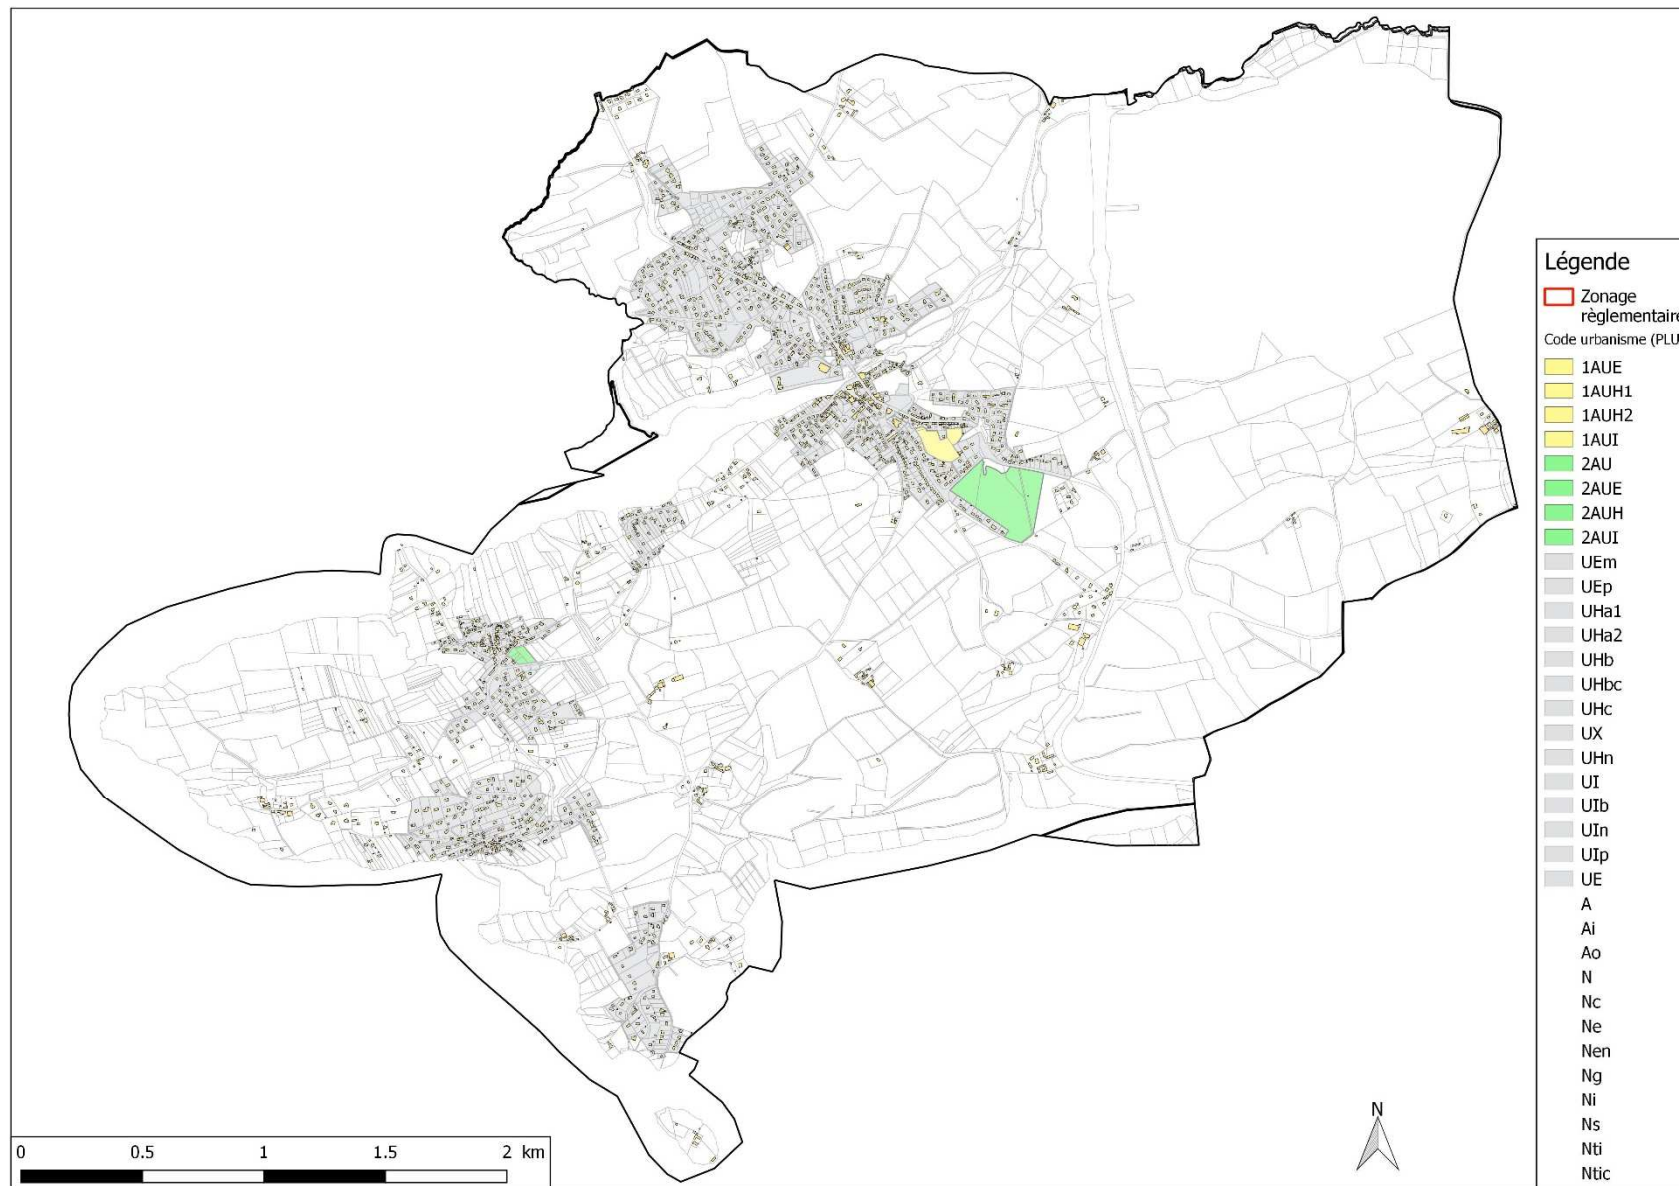 Légende
Zonage
règlementaire
Code urbanisme (PLU
1AUE
1AUH1
1AUH2
1AUI
2AU
2AUE
2AUH
2AUI
UEm
UEp
UHa1
UHa2
UHb
UHbc
UHc
UX
UHn
UI
UIb
UIn
UIp
UE
A
Ai
Ao
N
Nc
Ne
Nen
Ng
Ni
Ns
Nti
Ntic
N
0 0.5 1 1.5 2 km